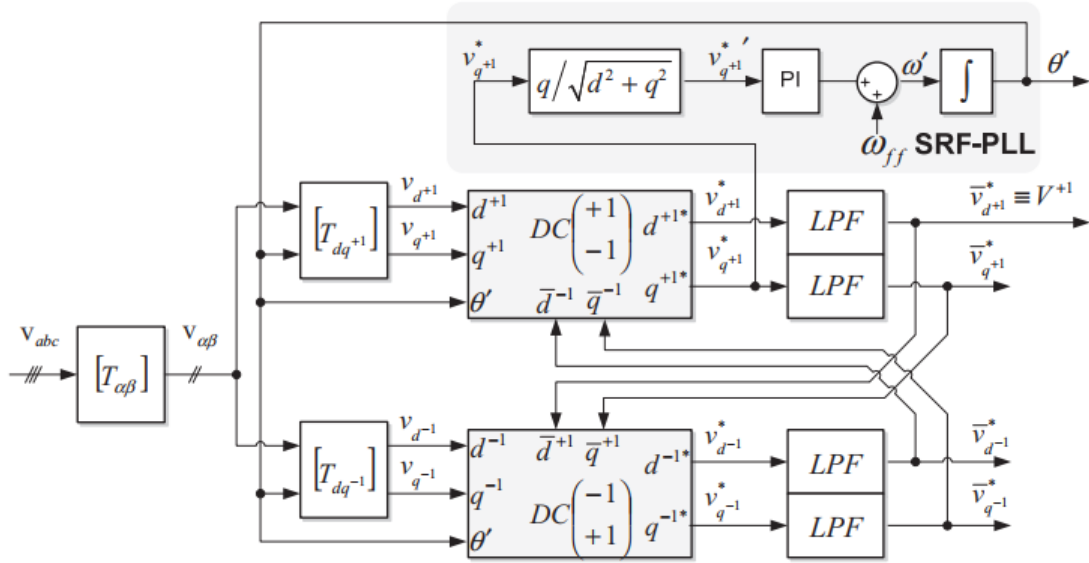 v*q+1
q/√(d² + q²)
v*q+1′
PI
+
+
ω′
∫
θ′
ωff SRF-PLL
vd+1
vq+1
[Tdq+1]
d+1
q+1
θ′
DC(+1 −1)
d+1*
q+1*
d̄−1 q̄−1
v*d+1
v*q+1
LPF
LPF
v̄*d+1 ≡ V+1
v̄*q+1
vabc
[Tαβ]
vαβ
vd−1
vq−1
[Tdq−1]
d−1
q−1
θ′
d̄+1 q̄+1
DC(−1 +1)
d−1*
q−1*
v*d−1
v*q−1
LPF
LPF
v̄*d−1
v̄*q−1